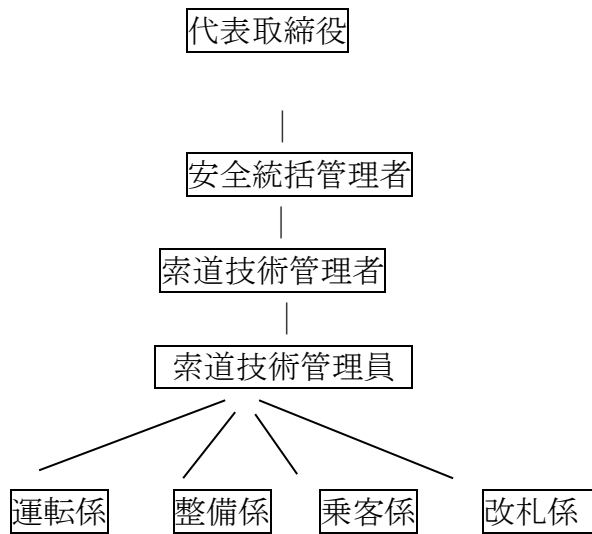 代表取締役
安全統括管理者
索道技術管理者
索道技術管理員
運転係 整備係 乗客係 改札係